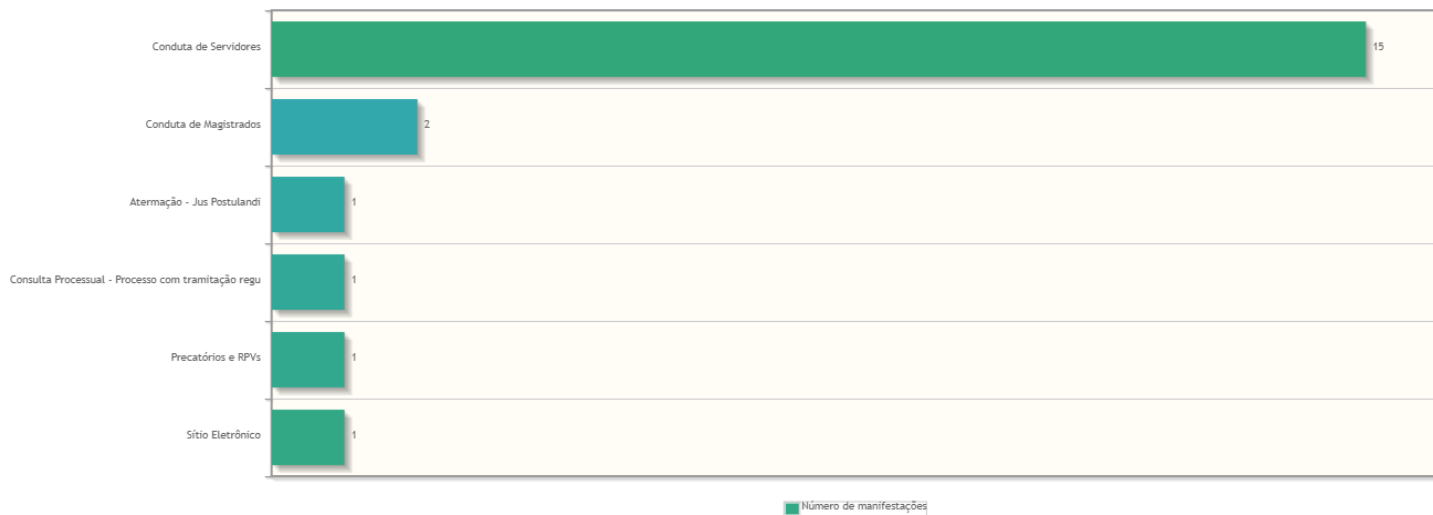 Conduta de Servidores 15
Conduta de Magistrados 2
Atermação - Jus Postulandi 1
Consulta Processual - Processo com tramitação regu 1
Precatórios e RPVs 1
Sítio Eletrônico 1
Número de manifestações